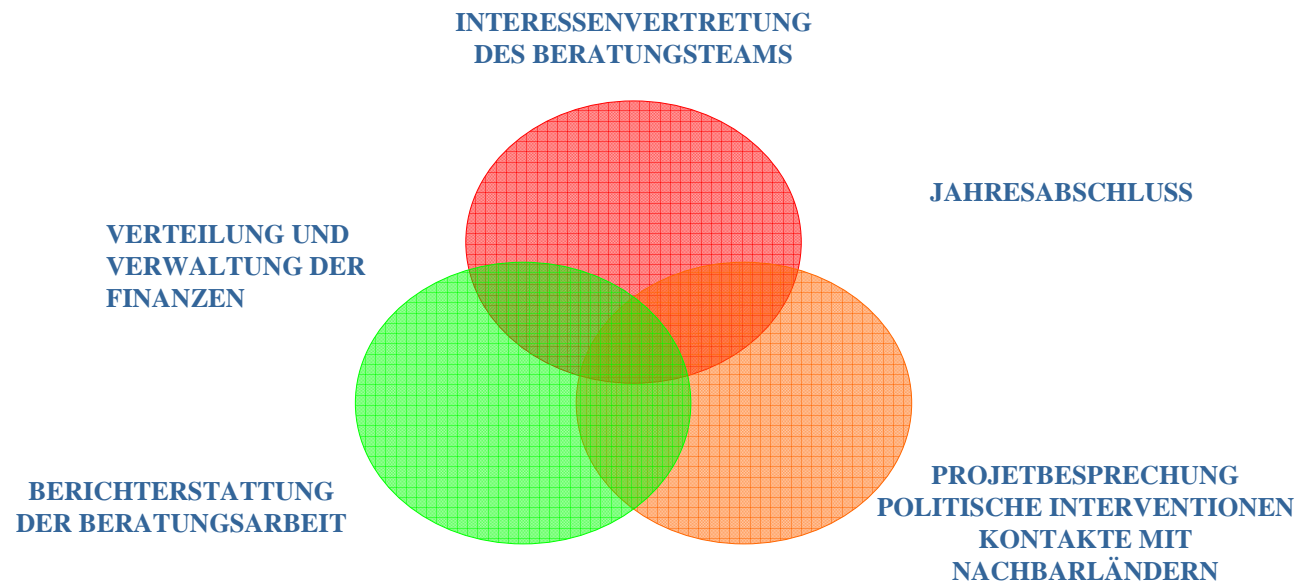 INTERESSENVERTRETUNG
DES BERATUNGSTEAMS
JAHRESABSCHLUSS
VERTEILUNG UND
VERWALTUNG DER
FINANZEN
BERICHTERSTATTUNG
DER BERATUNGSARBEIT
PROJETBESPRECHUNG
POLITISCHE INTERVENTIONEN
KONTAKTE MIT
NACHBARLÄNDERN